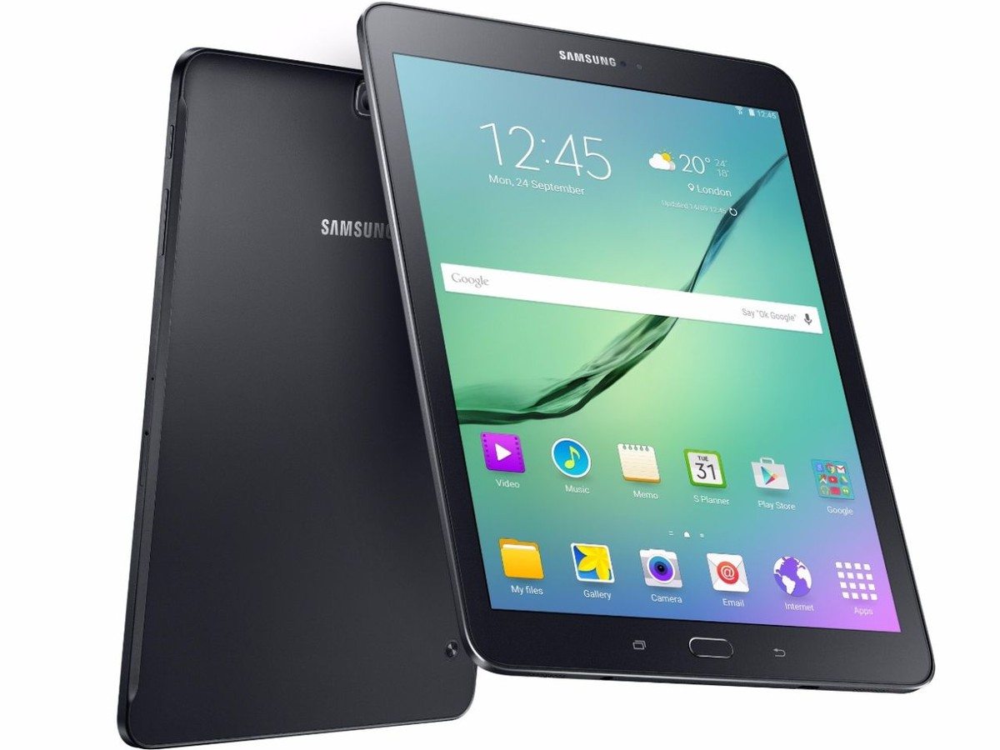 SAMSUNG
12:45
12:45
Mon, 24 September
20° 24°
18°
London
Updated 14/09 12:45
SAMSUNG
Google
Say "Ok Google"
TUE
31
Video
Music
Memo
S Planner
Play Store
Google
My files
Gallery
Camera
@
Email
Internet
Apps